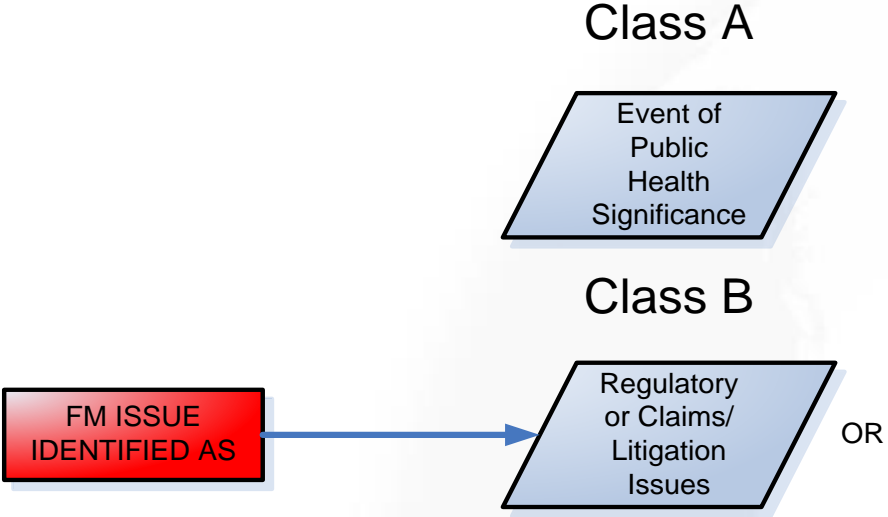 Class A
Event of
Public
Health
Significance
Class B
FM ISSUE
IDENTIFIED AS
Regulatory
or Claims/
Litigation
Issues
OR